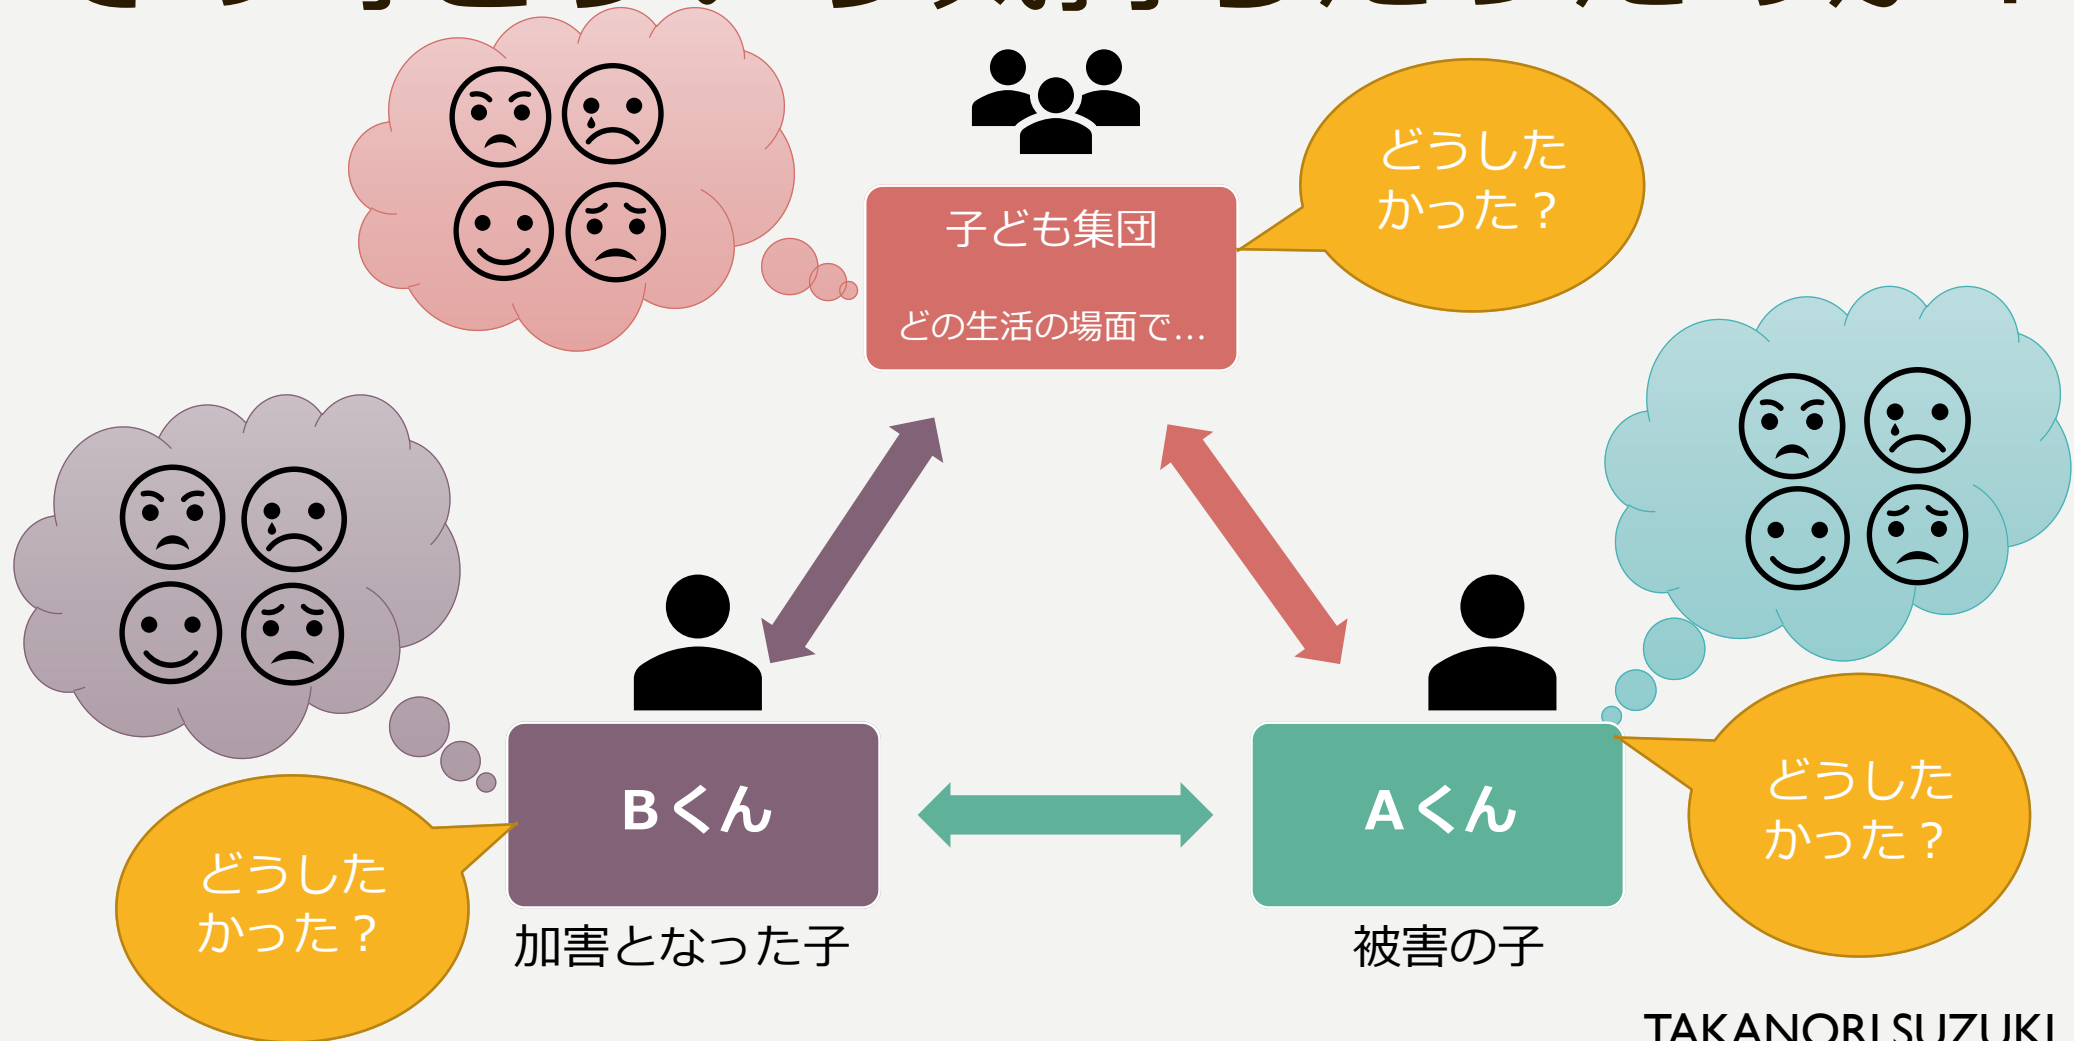 どうした
かった？
子ども集団
どの生活の場面で…
Bくん
Aくん
どうした
かった？
どうした
かった？
加害となった子
被害の子
TAKANORI SUZUKI